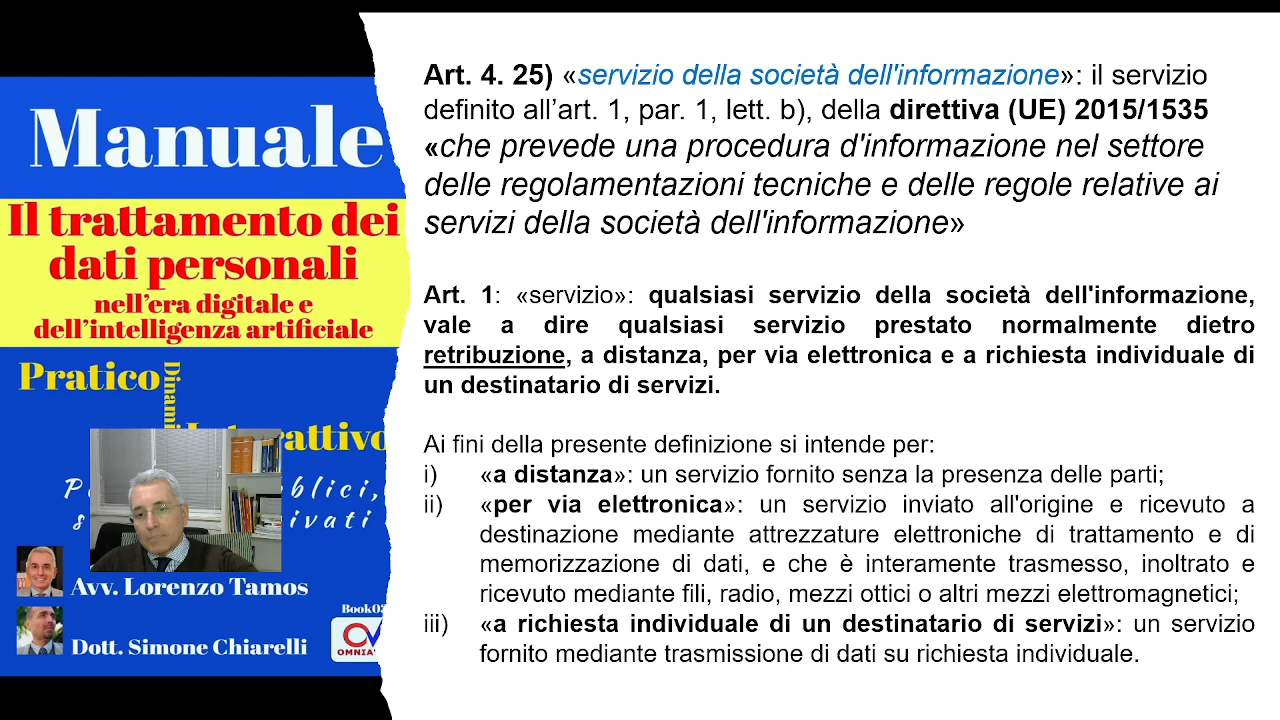 Manuale
Il trattamento dei
dati personali
nell'era digitale e
dell'intelligenza artificiale
Pratico
Avv. Lorenzo Tamos
Dott. Simone Chiarelli
Art. 4. 25) «servizio della società dell'informazione»: il servizio
definito all’art. 1, par. 1, lett. b), della direttiva (UE) 2015/1535
«che prevede una procedura d'informazione nel settore
delle regolamentazioni tecniche e delle regole relative ai
servizi della società dell'informazione»
Art. 1: «servizio»: qualsiasi servizio della società dell'informazione,
vale a dire qualsiasi servizio prestato normalmente dietro
retribuzione, a distanza, per via elettronica e a richiesta individuale di
un destinatario di servizi.
Ai fini della presente definizione si intende per:
i) «a distanza»: un servizio fornito senza la presenza delle parti;
ii) «per via elettronica»: un servizio inviato all'origine e ricevuto a
destinazione mediante attrezzature elettroniche di trattamento e di
memorizzazione di dati, e che è interamente trasmesso, inoltrato e
ricevuto mediante fili, radio, mezzi ottici o altri mezzi elettromagnetici;
iii) «a richiesta individuale di un destinatario di servizi»: un servizio
fornito mediante trasmissione di dati su richiesta individuale.